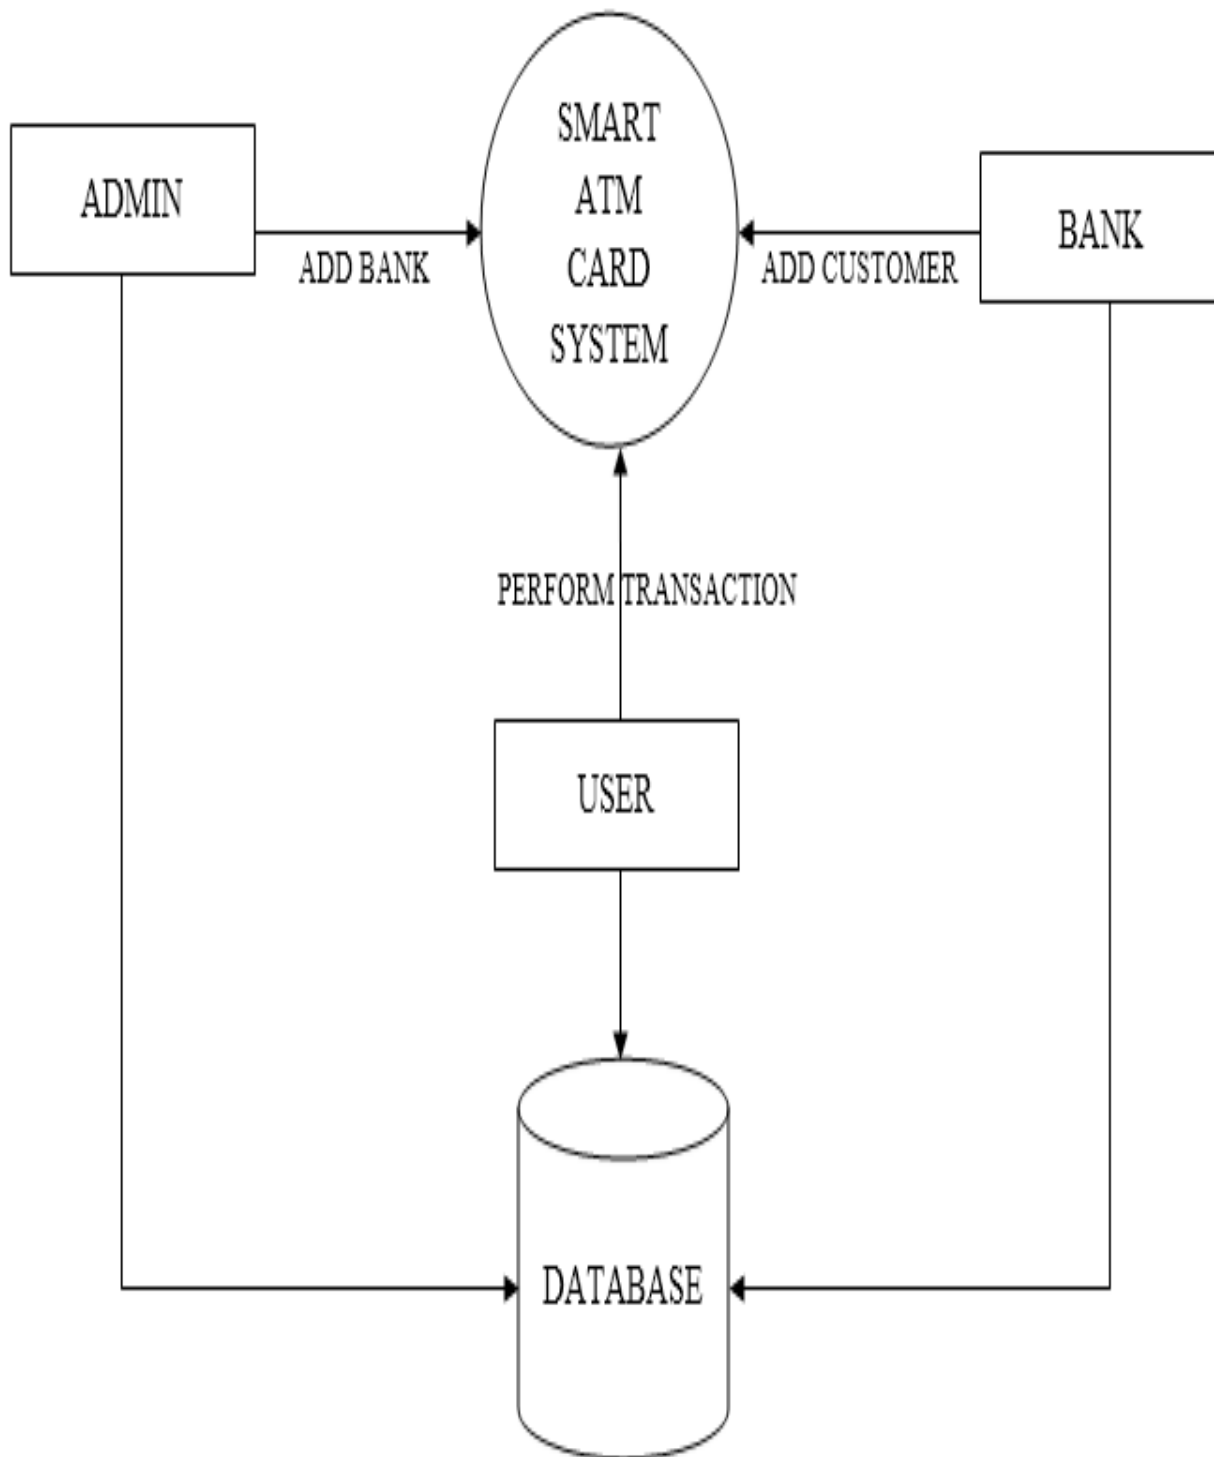 SMART
ATM
CARD
SYSTEM
ADMIN
BANK
ADD BANK
ADD CUSTOMER
PERFORM TRANSACTION
USER
DATABASE